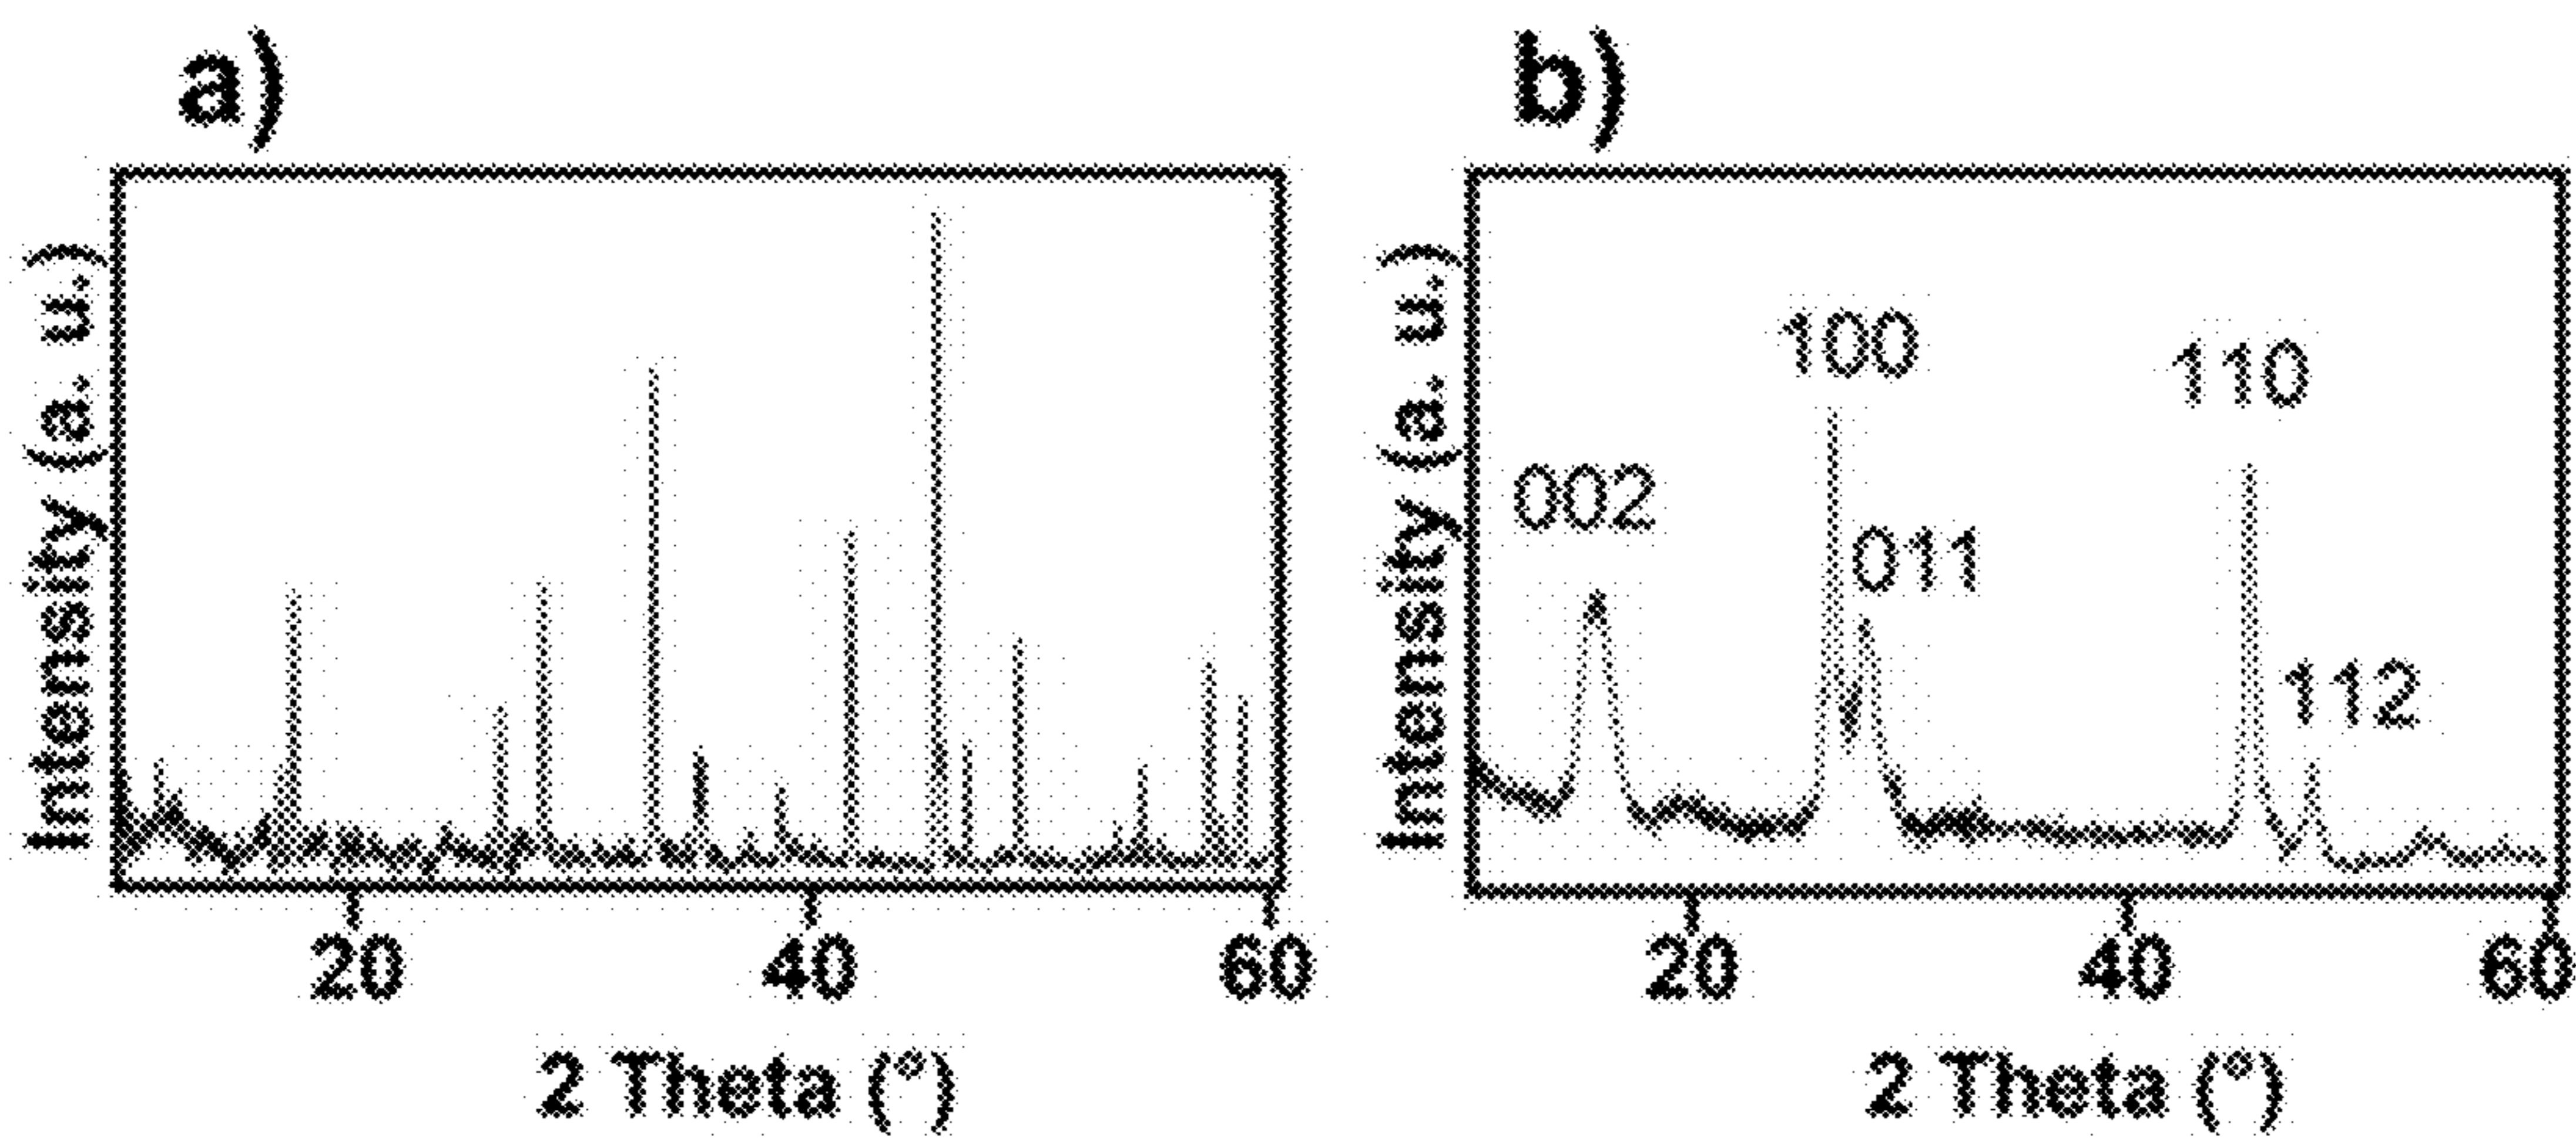 a)
Intensity (a. u.)
20 40 60
2 Theta (°)
b)
Intensity (a. u.)
002
100
011
110
112
20 40 60
2 Theta (°)